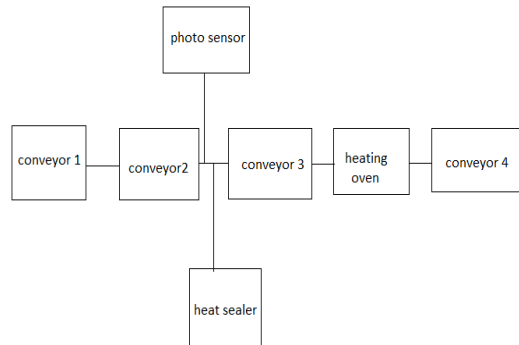 photo sensor
conveyor 1
conveyor2
conveyor 3
heating
oven
conveyor 4
heat sealer